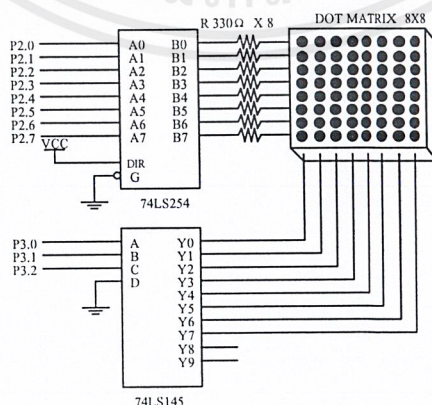 R 330Ω X 8
DOT MATRIX 8X8
P2.0 A0 B0
P2.1 A1 B1
P2.2 A2 B2
P2.3 A3 B3
P2.4 A4 B4
P2.5 A5 B5
P2.6 A6 B6
P2.7 A7 B7
VCC
DIR
G
74LS254
P3.0 A Y0
P3.1 B Y1
P3.2 C Y2
D Y3
Y4
Y5
Y6
Y7
Y8
Y9
74LS145